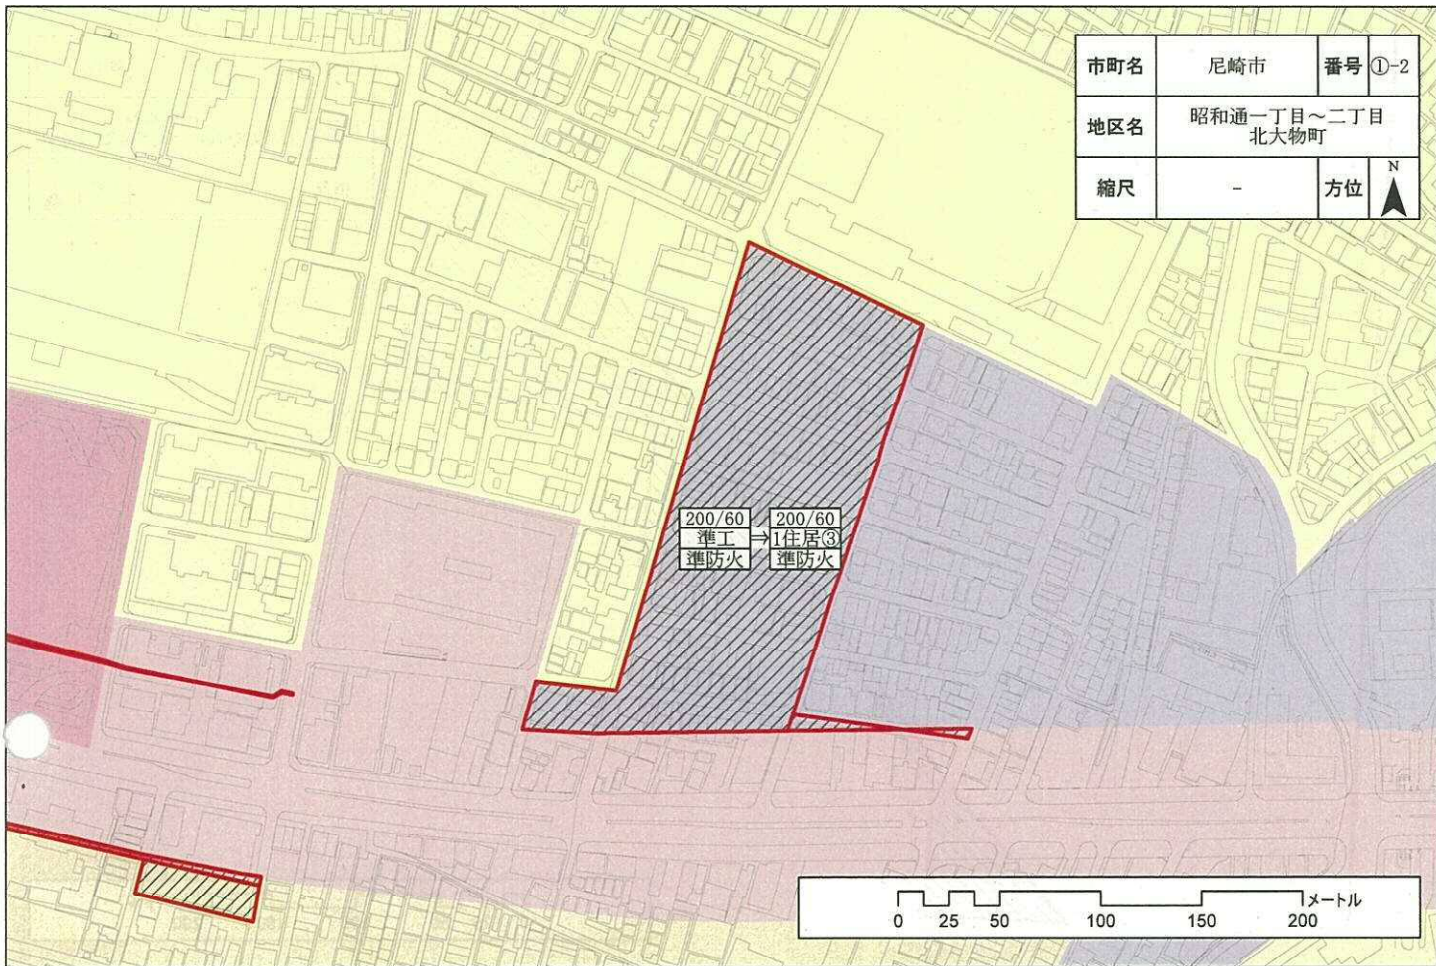 市町名 尼崎市 番号 ①-2
地区名 昭和通一丁目～二丁目
北大物町
縮尺 - 方位 N
200/60 200/60
準工 ⇒ 1住居③
準防火 準防火
メートル
0 25 50 100 150 200